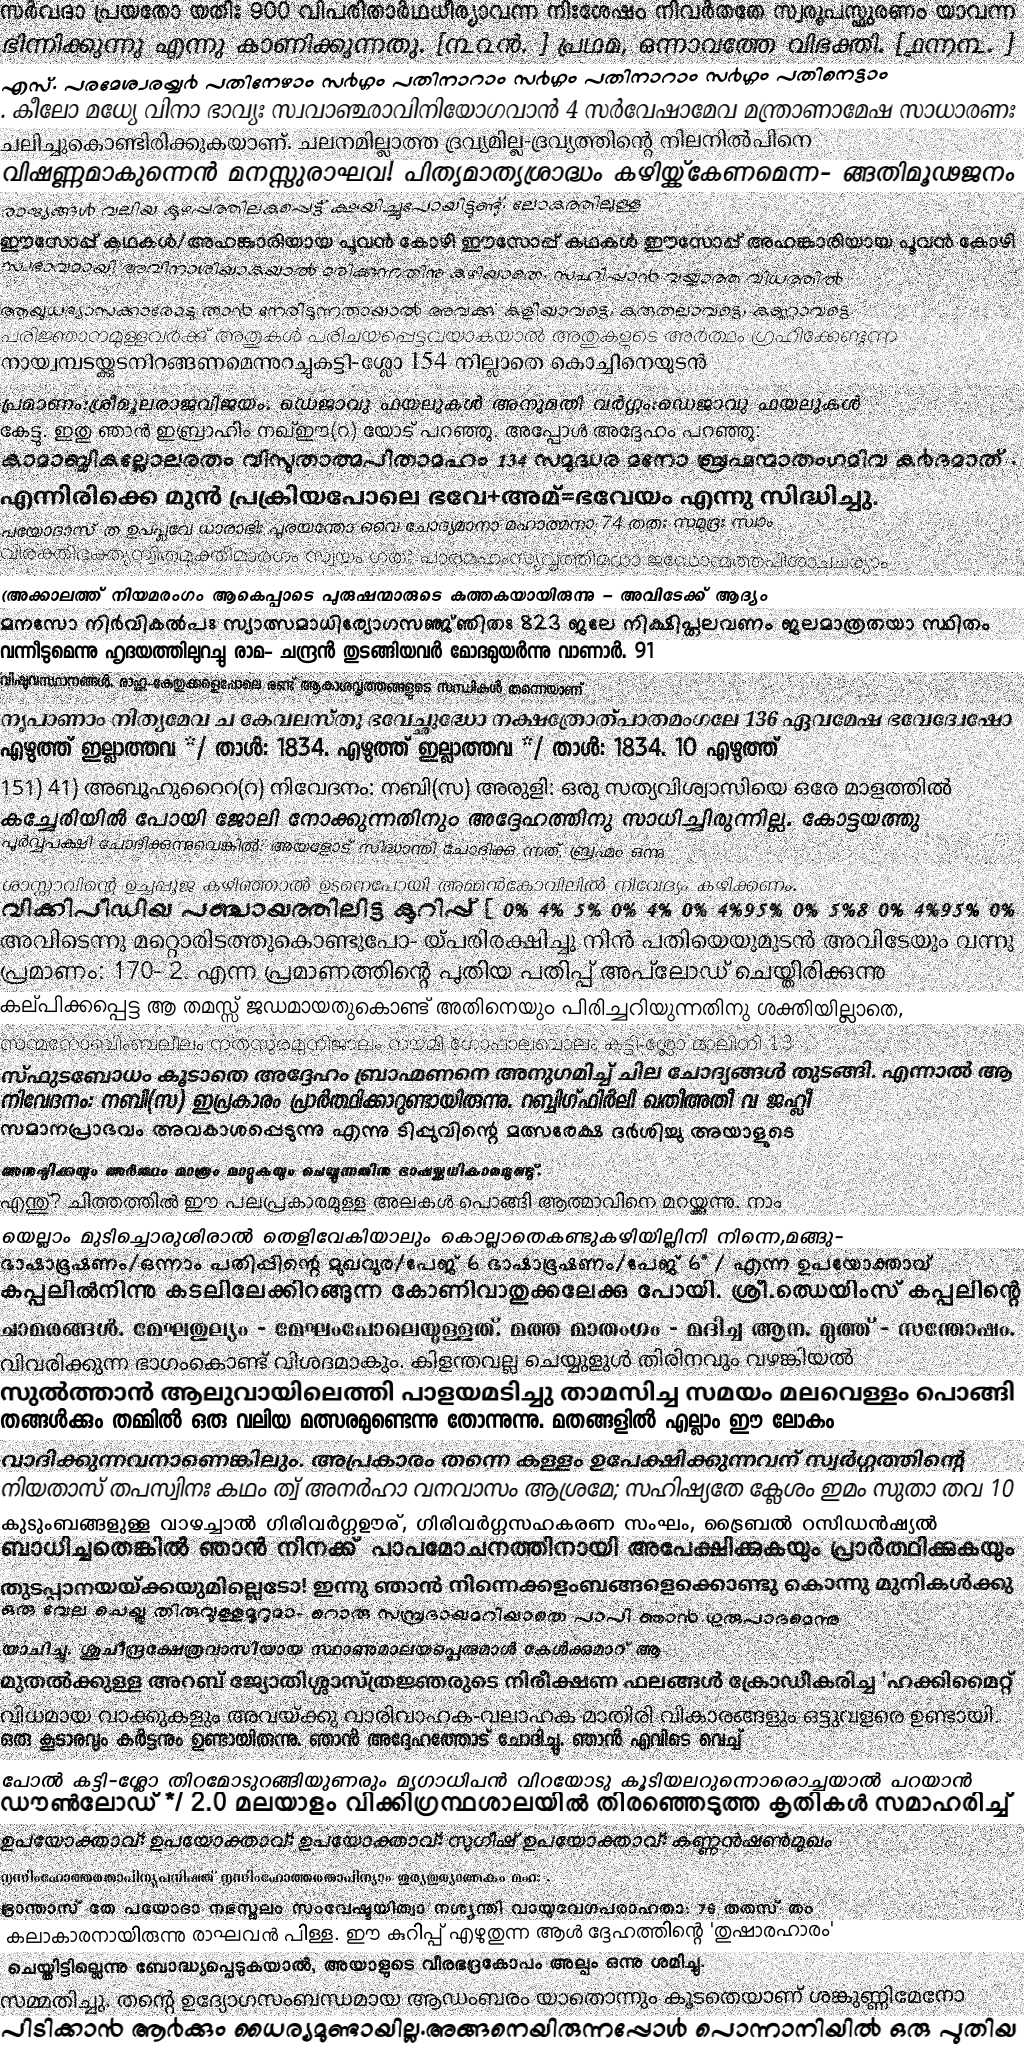 സർവദാ പ്രയതോ യതിഃ 900 വിപരീതാർഥധീര്യാവന്ന നിഃശേഷം നിവർതതേ സ്വരൂപസ്ഫുരണം യാവന്ന
ഭിന്നിക്കുന്നു എന്നു കാണിക്കുന്നതു. പ്രഥമ, ഒന്നാവത്തേ വിഭക്തി.
എസ്. പരമേശ്വരയ്യർ പതിനേഴാം സർഗ്ഗം പതിനാറാം സർഗ്ഗം പതിനാറാം സർഗ്ഗം പതിനെട്ടാം
. കീലോ മധ്യേ വിനാ ഭാവ്യഃ സ്വവാഞ്ഛരാവിനിയോഗവാൻ 4 സർവേഷാമേവ മന്ത്രാണാമേഷ സാധാരണഃ
ചലിച്ചുകൊണ്ടിരിക്കുകയാണ്. ചലനമില്ലാത്ത ദ്രവ്യമില്ല-ദ്രവ്യത്തിന്റെ നിലനിൽപിനെ
വിഷണ്ണമാകുന്നെൻ മനസ്സുരാഘവ! പിതൃമാതൃശ്രാദ്ധം കഴിയ്ക്ക്കേണമെന്ന- ങ്ങതിമൂഢജനം
രാജ്യങ്ങൾ വലിയ കുഴപ്പത്തിലകപ്പെട്ട് ക്ഷയിച്ചുപോയിട്ടുണ്ട്. ലോകത്തിലുള്ള
ഈസോപ്പ് കഥകൾ/അഹങ്കാരിയായ പൂവൻ കോഴി ഈസോപ്പ് കഥകൾ ഈസോപ്പ് അഹങ്കാരിയായ പൂവൻ കോഴി
സ്വഭാവമായി അവിനാശിയാകയാൽ മരിക്കുന്നതിനു കഴിയാതെ, സഹിപ്പാൻ വയ്യാതെ വിധത്തിൽ
ആയുധഭ്യാസക്കാരോടു താൻ നേരിടുന്നതായാൽ അവക്കു കളിയാവട്ടെ, കരുതലാവട്ടെ, കണ്ണാവട്ടെ
പരിജ്ഞാനമുള്ളവർക്കു് അതുകൾ പരിചയപ്പെട്ടവയാകയാൽ അതുകളുടെ അർത്ഥം ഗ്രഹിക്കേണ്ടുന്ന
നായ്വമ്പടയ്ക്കുടനിറങ്ങണമെന്നുറച്ചുകട്ടി-ശ്ലോ 154 നില്ലാതെ കൊച്ചിനെയുടൻ
പ്രമാണം:ശ്രീമൂലരാജവിജയം. ഡെജാവു ഫയലുകൾ അനുമതി വർഗ്ഗം:ഡെജാവു ഫയലുകൾ
കേട്ടു. ഇതു ഞാൻ ഇബ്രാഹിം നഖ്ഈ(റ) യോട് പറഞ്ഞു. അപ്പോൾ അദ്ദേഹം പറഞ്ഞു:
കാമാബ്ധികല്ലോലരതം വിസൃതാത്മപിതാമഹം 134 സമുദ്ധര മനോ ബ്രഹ്മന്മാതംഗമിവ കർദമാത് .
എന്നിരിക്കെ മുൻ പ്രക്രിയപോലെ ഭവേ+അമ്=ഭവേയം എന്നു സിദ്ധിച്ചു.
പയോദാസ് ത ഉപ്പ്ലവേ ധാരാഭിഃ പൂരയന്തോ വൈ ചോദ്യമാനാ മഹാത്മനാ 74 തതഃ സമുദ്രഃ സ്വാം
വിരക്തിഭക്ത്യന്വിതമുക്തിമാർഗം സ്വയം ഗതഃ പാരമഹംസ്യവൃത്തിമഥാ ജഡോന്മത്തപിശാചചര്യാം
(അക്കാലത്ത് നിയമരംഗം ആകെപ്പാടെ പുരുഷന്മാരുടെ കുത്തകയായിരുന്നു - അവിടേക്ക് ആദ്യം
മനസോ നിർവികൽപഃ സ്യാത്സമാധിര്യോഗസഞ്ജ്ഞിതഃ 823 ജലേ നിക്ഷിപ്തലവണം ജലമാത്രതയാ സ്ഥിതം
വന്നീടുമെന്നു ഹൃദയത്തിലുറച്ചു രാമ- ചന്ദ്രൻ തുടങ്ങിയവർ മോദമുയർന്നു വാണാർ. 91
വിഷുവസ്ഥാനങ്ങൾ. രാഹു-കേതുക്കളെപ്പോലെ രണ്ട് ആകാശവൃത്തങ്ങളുടെ സന്ധികൾ തന്നെയാണ്
നൃപാണാം നിത്യമേവ ച കേവലസ്തു ഭവേച്ഛുദ്ധോ നക്ഷത്രോത്പാതമംഗലേ 136 ഏവമേഷ ഭവേദ്വേഷോ
എഴുത്ത് ഇല്ലാത്തവ */ താൾ: 1834. എഴുത്ത് ഇല്ലാത്തവ */ താൾ: 1834. 10 എഴുത്ത്
151) 41) അബൂഹുറൈറ(റ) നിവേദനം: നബി(സ) അരുളി: ഒരു സത്യവിശ്വാസിയെ ഒരേ മാളത്തിൽ
കച്ചേരിയിൽ പോയി ജോലി നോക്കുന്നതിനും അദ്ദേഹത്തിനു സാധിച്ചിരുന്നില്ല. കോട്ടയത്തു
പൂർവ്വപക്ഷി ചോദിക്കുന്നുവെങ്കിൽ; അയളോട് സിദ്ധാന്തി ചോദിക്കു ന്നത്, ബ്രഹ്മം ഒന്നു
ശാസ്താവിന്റെ ഉച്ചപ്പൂജ കഴിഞ്ഞാൽ ഉടനെപോയി അമ്മൻകോവിലിൽ നിവേദ്യം കഴിക്കണം.
വിക്കിപീഡിയ പഞ്ചായത്തിലിട്ട കുറിപ്പ് [ 0% 4% 5% 0% 4% 0% 4%95% 0% 5%8 0% 4%95% 0%
അവിടെന്നു മറ്റൊരിടത്തുകൊണ്ടുപോ- യ്പരിരക്ഷിച്ചു നിൻ പതിയെയുമുടൻ അവിടേയും വന്നു
പ്രമാണം: 170- 2. എന്ന പ്രമാണത്തിന്റെ പുതിയ പതിപ്പ് അപ്‌ലോഡ് ചെയ്തിരിക്കുന്നു
കല്പിക്കപ്പെട്ട ആ തമസ്സ് ജഡമായതുകൊണ്ട് അതിനെയും പിരിച്ചറിയുന്നതിനു ശക്തിയില്ലാതെ,
സന്മനോബിംബലീലം നതസുരമുനിജാലം നൗമി ഗോപാലബാലം കട്ടി-ശ്ലോ മാലിനി 13
സ്ഫുടബോധം കൂടാതെ അദ്ദേഹം ബ്രാഹ്മണനെ അനുഗമിച്ച് ചില ചോദ്യങ്ങൾ തുടങ്ങി. എന്നാൽ ആ
നിവേദനം: നബി(സ) ഇപ്രകാരം പ്രാർത്ഥിക്കാറുണ്ടായിരുന്നു. റബ്ബിഗ്ഫിർലി ഖതിഅതീ വ ജഹ്ലീ
സമാനപ്രാഭവം അവകാശപ്പെടുന്നു എന്നു ടിപ്പുവിന്റെ മത്സരേക്ഷ ദർശിച്ചു അയാളുടെ
അനുഷ്ഠിക്കയും അർജ്ജം മാത്രം മാറ്റുകയും ചെയ്യുന്നതിനു ഭാഷയ്ക്കധികാരമുണ്ടു്.
എന്തു്? ചിത്തത്തിൽ ഈ പലപ്രകാരമുള്ള അലകൾ പൊങ്ങി ആത്മാവിനെ മറയ്ക്കുന്നു. നാം
യെല്ലാം മുടിച്ചൊരുശിരാൽ തെളിവേകിയാലും കൊല്ലാതെകണ്ടുകഴിയില്ലിനി നിന്നെ,മങ്ങു-
ഭാഷാഭൂഷണം/ഒന്നാം പതിപ്പിന്റെ മുഖവുര/പേജ് 6 ഭാഷാഭൂഷണം/പേജ് 6* / എന്ന ഉപയോക്താവ്
കപ്പലിൽനിന്നു കടലിലേക്കിറങ്ങുന്ന കോണിവാതുക്കലേക്കു പോയി. ശ്രീ.ഝെയിംസ് കപ്പലിന്റെ
ചാമരങ്ങൾ. മേഘതുല്യം - മേഘംപോലെയുള്ളത്. മത്ത മാതംഗം - മദിച്ച ആന. മുത്ത് - സന്തോഷം.
വിവരിക്കുന്ന ഭാഗംകൊണ്ട് വിശദമാകും. കിളന്തവല്ല ചെയ്യുളുൾ തിരിനവും വഴങ്കിയൽ
സുൽത്താൻ ആലുവായിലെത്തി പാളയമടിച്ചു താമസിച്ച സമയം മലവെള്ളം പൊങ്ങി
തങ്ങൾക്കും തമ്മിൽ ഒരു വലിയ മത്സരമുണ്ടെന്നു തോന്നുന്നു. മതങ്ങളിൽ എല്ലാം ഈ ലോകം
വാദിക്കുന്നവനാണെങ്കിലും. അപ്രകാരം തന്നെ കള്ളം ഉപേക്ഷിക്കുന്നവന് സ്വർഗ്ഗത്തിന്റെ
നിയതാസ് തപസ്വിനഃ കഥം ത്വ് അനർഹാ വനവാസം ആശ്രമേ; സഹിഷ്യതേ ക്ലേശം ഇമം സുതാ തവ 10
കുടുംബങ്ങളുള്ള വാഴച്ചാൽ ഗിരിവർഗ്ഗഊര്, ഗിരിവർഗ്ഗസഹകരണ സംഘം, ട്രൈബൽ റസിഡൻഷ്യൽ
ബാധിച്ചതെങ്കിൽ ഞാൻ നിനക്ക് പാപമോചനത്തിനായി അപേക്ഷിക്കുകയും പ്രാർത്ഥിക്കുകയും
തുടപ്പാനയയ്ക്കയുമില്ലെടോ! ഇന്നു ഞാൻ നിന്നെക്കളംബങ്ങളെക്കൊണ്ടു കൊന്നു മുനികൾക്കു
ഒരു വേല ചെയ്തു തിരുവുള്ളമൂറുമാ- റൊരു സമ്പ്രദായമറിയാതെ പാപി ഞാൻ ഗുരുപാദമെന്നു
യാചിച്ചു. ശുചീന്ദ്രക്ഷേത്രവാസിയായ സ്ഥാണുമാലയപ്പെരുമാൾ കേൾക്കുമാറ് ആ
മുതൽക്കുള്ള അറബ് ജ്യോതിശ്ശാസ്ത്രജ്ഞരുടെ നിരീക്ഷണ ഫലങ്ങൾ ക്രോഡീകരിച്ച 'ഹക്കിമൈറ്റ്
വിധമായ വാക്കുകളും അവയ്ക്കു വാരിവാഹക-വലാഹക മാതിരി വികാരങ്ങളും ഒട്ടുവളരെ ഉണ്ടായി.
ഒരു കൂടാരവും കർട്ടനും ഉണ്ടായിരുന്നു. ഞാൻ അദ്ദേഹത്തോട് ചോദിച്ചു. ഞാൻ എവിടെ വെച്ച്
പോൽ കട്ടി-ശ്ലോ തിറമോടുറങ്ങിയുണരും മൃഗാധിപൻ വിറയോടു കൂടിയലറുന്നൊരൊച്ചയാൽ പറയാൻ
ഡൗൺലോഡ് */ 2.0 മലയാളം വിക്കിഗ്രന്ഥശാലയിൽ തിരഞ്ഞെടുത്ത കൃതികൾ സമാഹരിച്ച്
ഉപയോക്താവ്: ഉപയോക്താവ്: ഉപയോക്താവ്: സുഗീഷ് ഉപയോക്താവ്: കണ്ണൻഷൺമുഖം
നൃസിംഹോത്തരതാപിന്യുപനിഷത് നൃസിംഹോത്തരതാപിന്യാം തുര്യതുര്യാത്മകം മഹഃ .
ഭ്രാന്താസ് തേ പയോദാ നഭസ്തലം സംവേഷ്ടയിത്വാ നശ്യന്തി വായുവേഗപരാഹതാഃ 76 തതസ് തം
കലാകാരനായിരുന്നു രാഘവൻ പിള്ള. ഈ കുറിപ്പ് എഴുതുന്ന ആൾ ദ്ദേഹത്തിന്റെ 'തുഷാരഹാരം'
ചെയ്തിട്ടില്ലെന്നു ബോദ്ധ്യപ്പെടുകയാൽ, അയാളുടെ വീരഭദ്രകോപം അല്പം ഒന്നു ശമിച്ചു.
സമ്മതിച്ചു. തന്റെ ഉദ്യോഗസംബന്ധമായ ആഡംബരം യാതൊന്നും കൂടതെയാണ് ശങ്കുണ്ണിമേനോ
പിടിക്കാൻ ആർക്കും ധൈര്യമുണ്ടായില്ല.അങ്ങനെയിരുന്നപ്പോൾ പൊന്നാനിയിൽ ഒരു പുതിയ